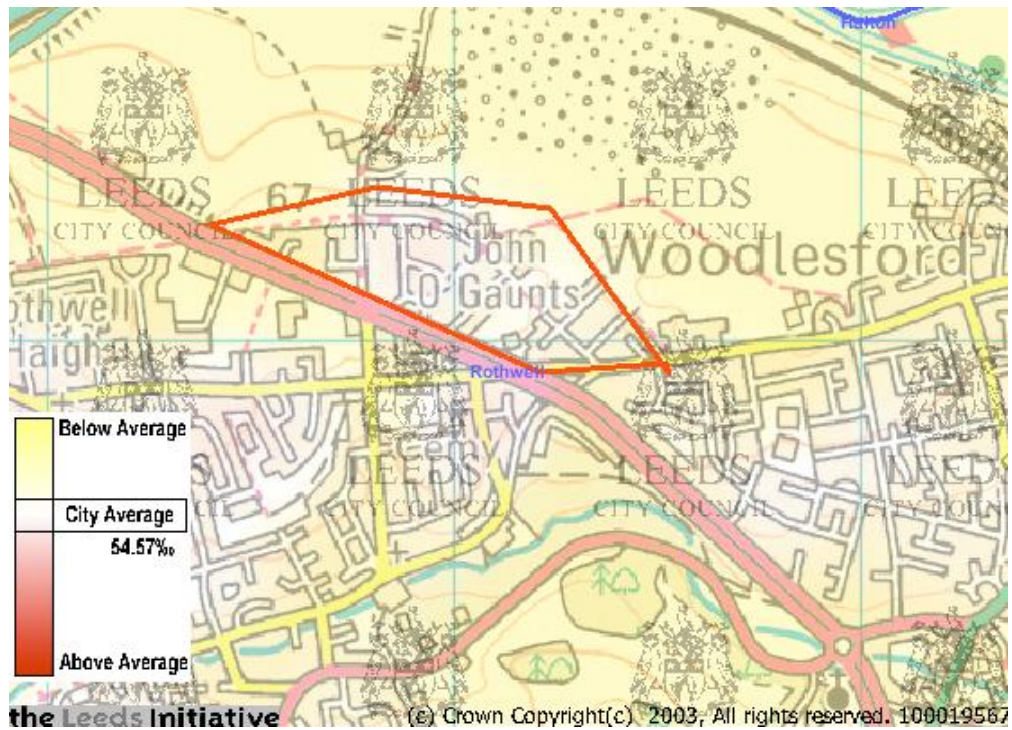 Halton
LEEDS
CITY COUNCIL
67
LEEDS
CITY COUNCIL
LEEDS
CITY COUNCIL
LEEDS
CITY COUNCIL
John
O'Gaunts
Woodlesford
othwell
Haigh
Rothwell
Below Average
City Average
54.57‰
Above Average
LEEDS
CITY COUNCIL
LEEDS
CITY COUNCIL
LEEDS
CITY COUN
the Leeds Initiative
(c) Crown Copyright(c) 2003, All rights reserved. 100019567